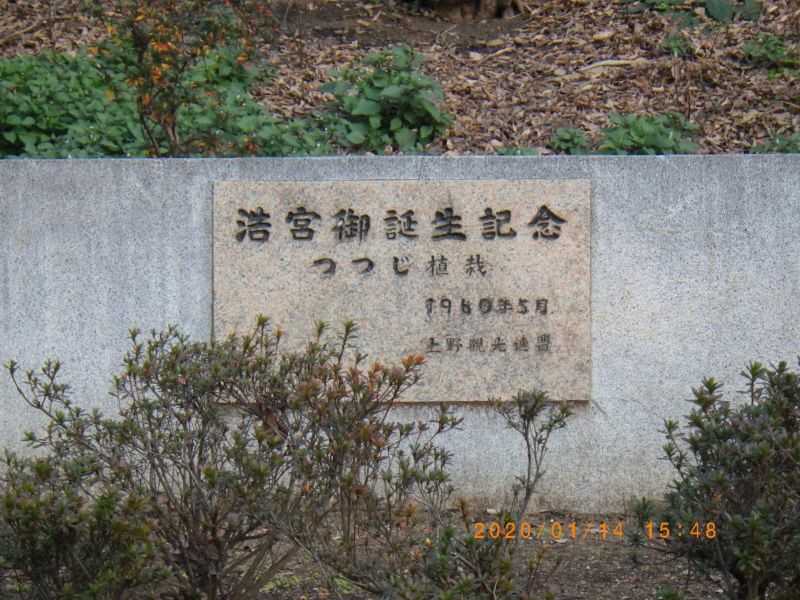 浩宮御誕生記念
つつじ植栽
1960年5月
上野観光連盟
2020/01/14 15:48